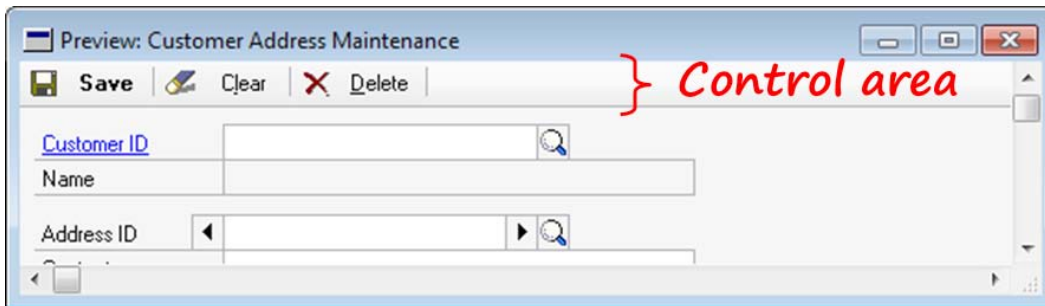 Preview: Customer Address Maintenance
Save Clear Delete } Control area
Customer ID
Name
Address ID